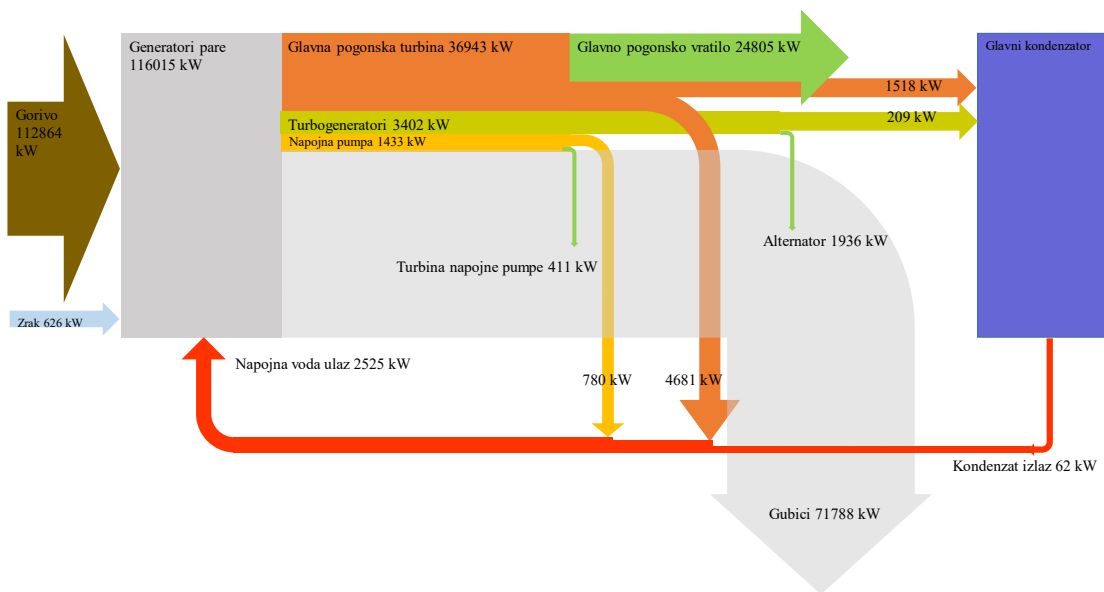 Generatori pare
116015 kW
Glavna pogonska turbina 36943 kW
Glavno pogonsko vratilo 24805 kW
Glavni kondenzator
1518 kW
Gorivo
112864
kW
Turbogeneratori 3402 kW
209 kW
Napojna pumpa 1433 kW
Alternator 1936 kW
Turbina napojne pumpe 411 kW
Zrak 626 kW
Napojna voda ulaz 2525 kW
780 kW
4681 kW
Kondenzat izlaz 62 kW
Gubici 71788 kW